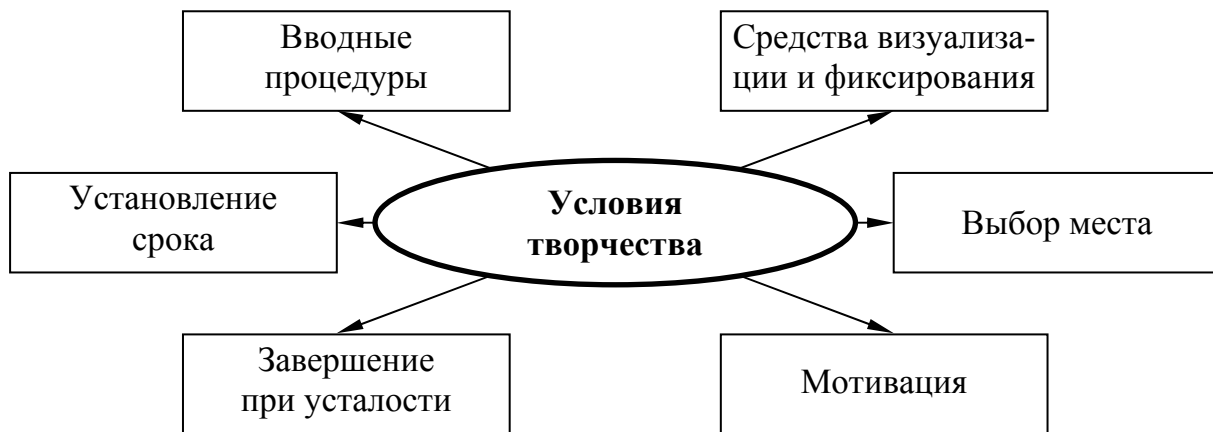 Вводные
процедуры
Средства визуализа-
ции и фиксирования
Установление
срока
Условия
творчества
Выбор места
Завершение
при усталости
Мотивация